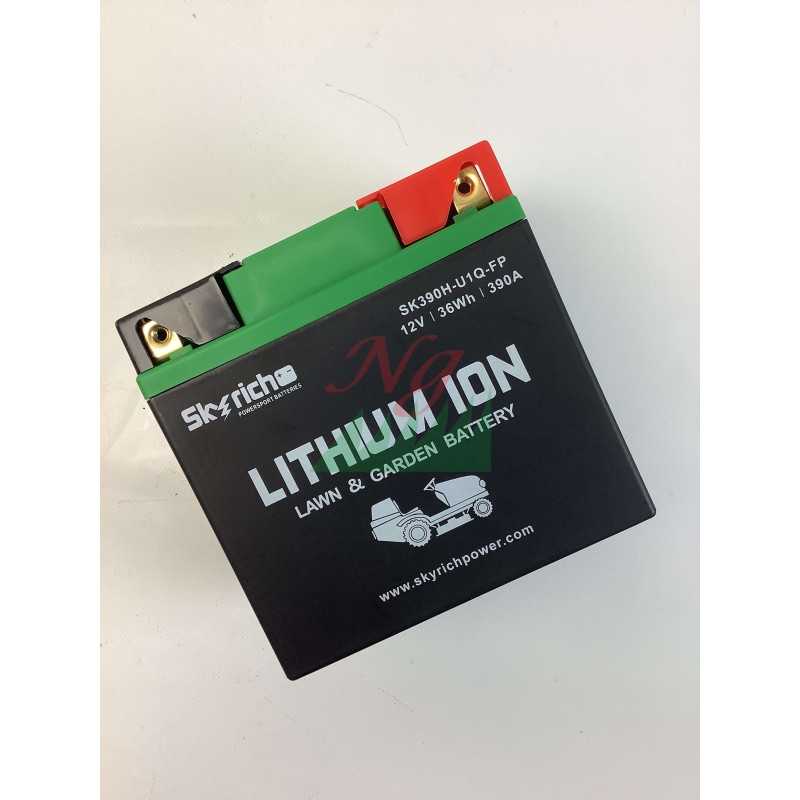 SK390H-U1Q-FP
12V | 36Wh | 390A
Skyrich
POWERSPORT BATTERIES
LITHIUM ION
LAWN & GARDEN BATTERY
www.skyrichpower.com